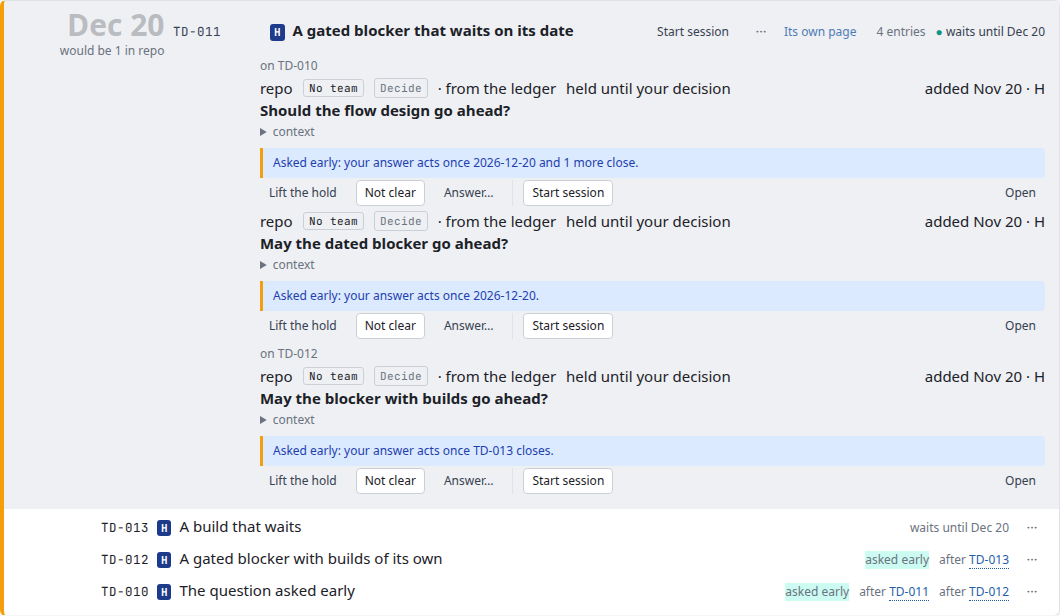 Dec 20 TD-011 H A gated blocker that waits on its date Start session ··· Its own page 4 entries ● waits until Dec 20
would be 1 in repo
on TD-010
repo No team Decide · from the ledger held until your decision added Nov 20 · H
Should the flow design go ahead?
▶ context
Asked early: your answer acts once 2026-12-20 and 1 more close.
Lift the hold Not clear Answer... Start session Open
repo No team Decide · from the ledger held until your decision added Nov 20 · H
May the dated blocker go ahead?
▶ context
Asked early: your answer acts once 2026-12-20.
Lift the hold Not clear Answer... Start session Open
on TD-012
repo No team Decide · from the ledger held until your decision added Nov 20 · H
May the blocker with builds go ahead?
▶ context
Asked early: your answer acts once TD-013 closes.
Lift the hold Not clear Answer... Start session Open
TD-013 H A build that waits waits until Dec 20 ···
TD-012 H A gated blocker with builds of its own asked early after TD-013 ···
TD-010 H The question asked early asked early after TD-011 after TD-012 ···